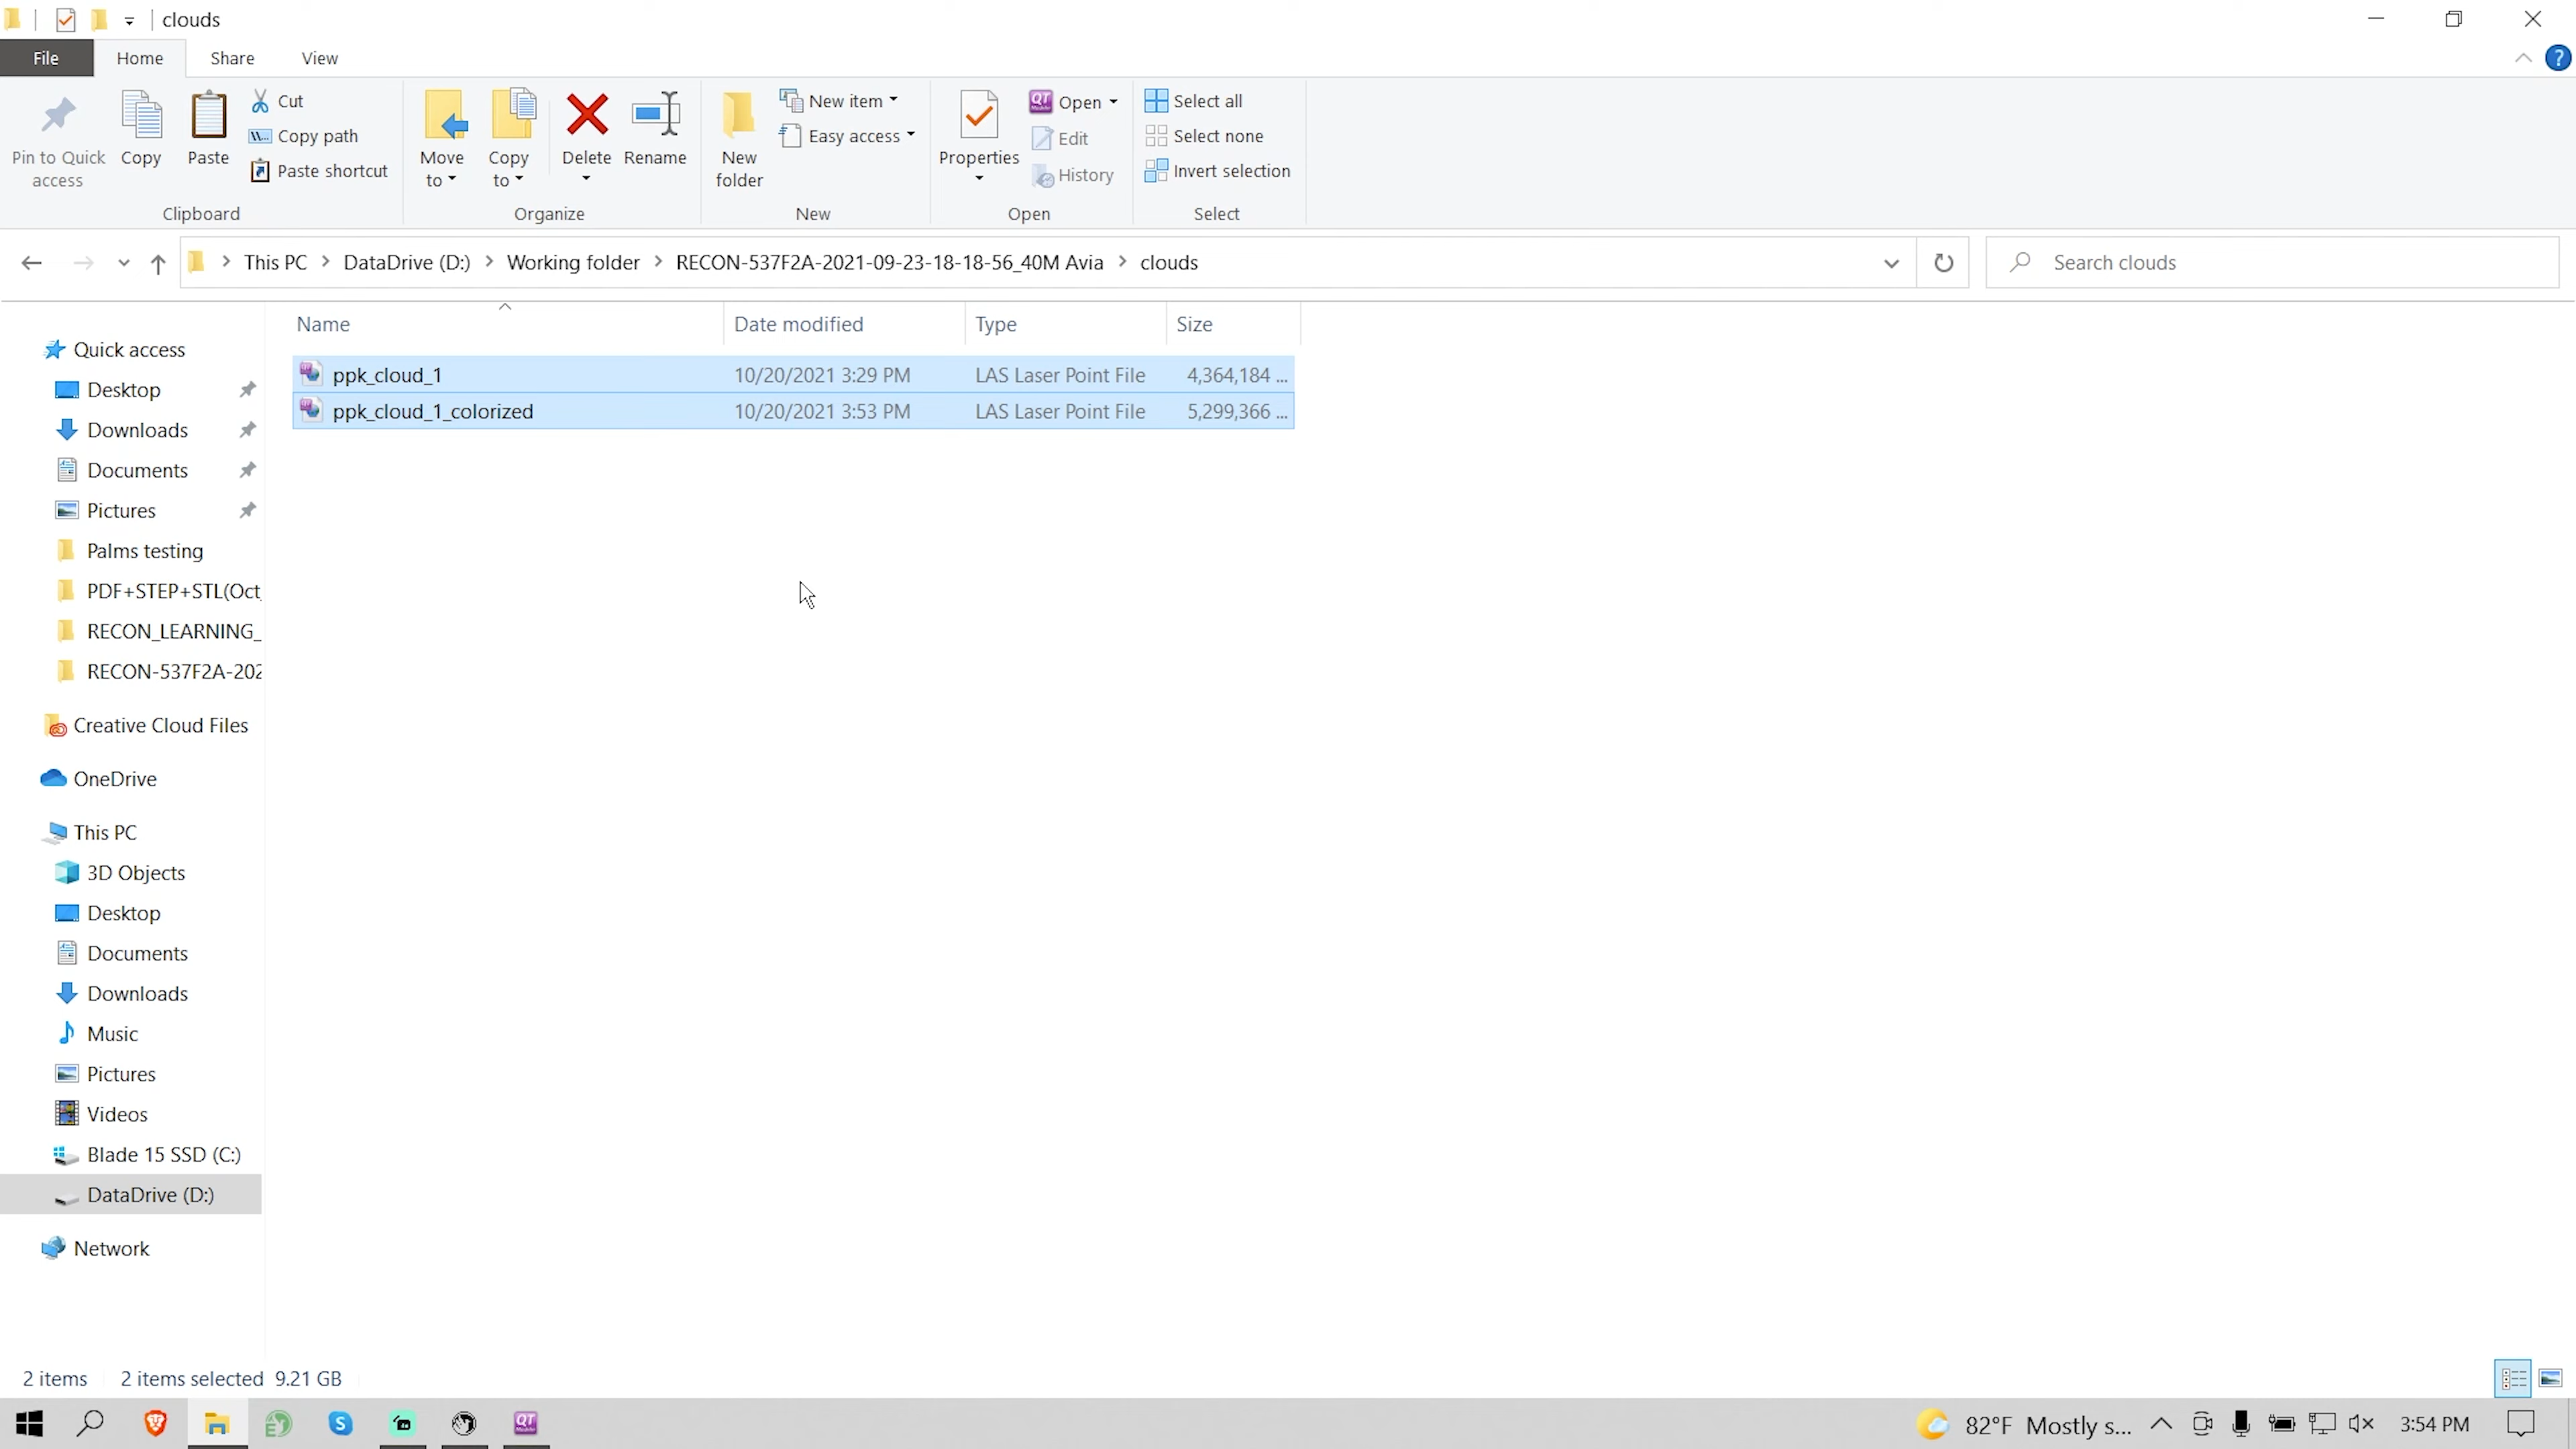 clouds
File Home Share View
Pin to Quick access
Copy
Paste
Cut
Copy path
Paste shortcut
Clipboard
Move to
Copy to
Delete
Rename
Organize
New folder
New item
Easy access
New
Properties
Open
Edit
History
Open
Select all
Select none
Invert selection
Select
This PC > DataDrive (D:) > Working folder > RECON-537F2A-2021-09-23-18-18-56_40M Avia > clouds
Search clouds
Name Date modified Type Size
ppk_cloud_1 10/20/2021 3:29 PM LAS Laser Point File 4,364,184 ...
ppk_cloud_1_colorized 10/20/2021 3:53 PM LAS Laser Point File 5,299,366 ...
Quick access
Desktop
Downloads
Documents
Pictures
Palms testing
PDF+STEP+STL(Oct
RECON_LEARNING_
RECON-537F2A-202
Creative Cloud Files
OneDrive
This PC
3D Objects
Desktop
Documents
Downloads
Music
Pictures
Videos
Blade 15 SSD (C:)
DataDrive (D:)
Network
2 items 2 items selected 9.21 GB
82°F Mostly s... 3:54 PM